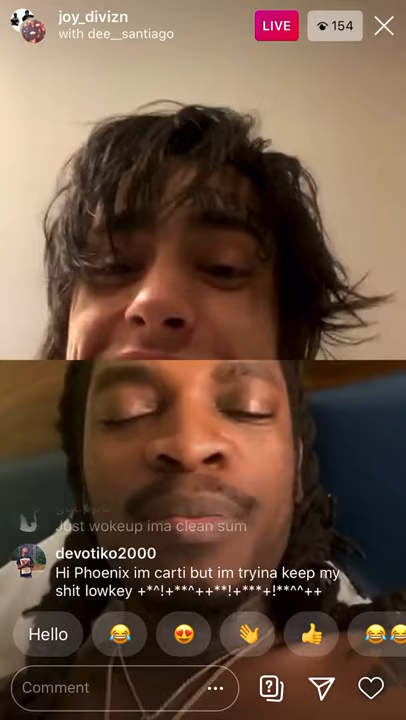 joy_divizn
with dee__santiago
LIVE
154
Just wokeup ima clean sum
devotiko2000
Hi Phoenix im carti but im tryina keep my
shit lowkey +*^!+**^++**!+***+!**^^++
Hello
Comment